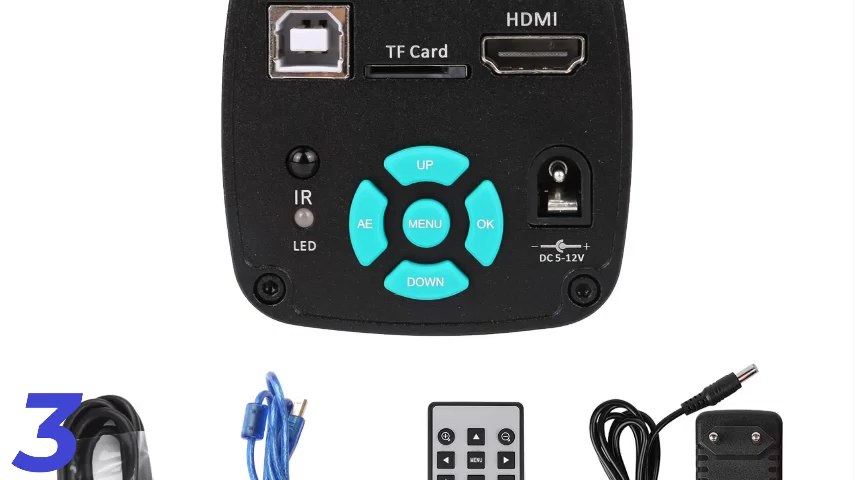 HDMI
TF Card
UP
IR
AE
MENU
OK
LED
DC 5-12V
DOWN
3
MENU